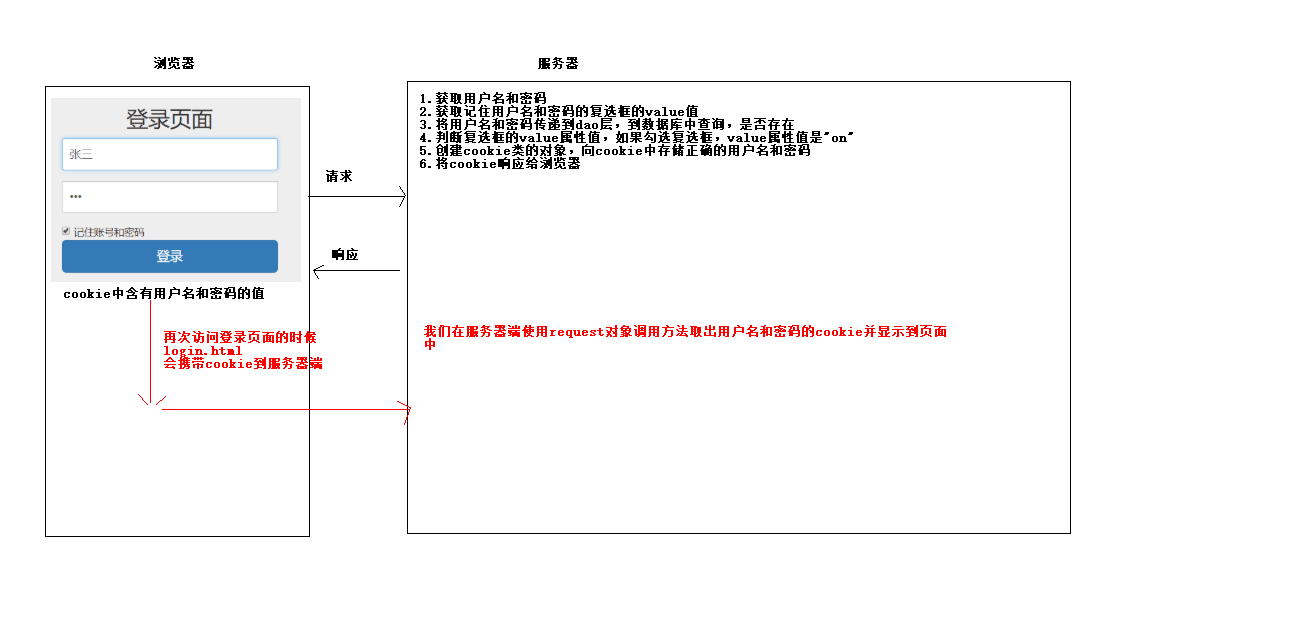 浏览器
服务器
登录页面
张三
•••
记住账号和密码
登录
cookie中含有用户名和密码的值
请求
响应
1.获取用户名和密码
2.获取记住用户名和密码的复选框的value值
3.将用户名和密码传递到dao层，到数据库中查询，是否存在
4.判断复选框的value属性值，如果勾选复选框，value属性值是"on"
5.创建cookie类的对象，向cookie中存储正确的用户名和密码
6.将cookie响应给浏览器
再次访问登录页面的时候
login.html
会携带cookie到服务器端
我们在服务器端使用request对象调用方法取出用户名和密码的cookie并显示到页面
中